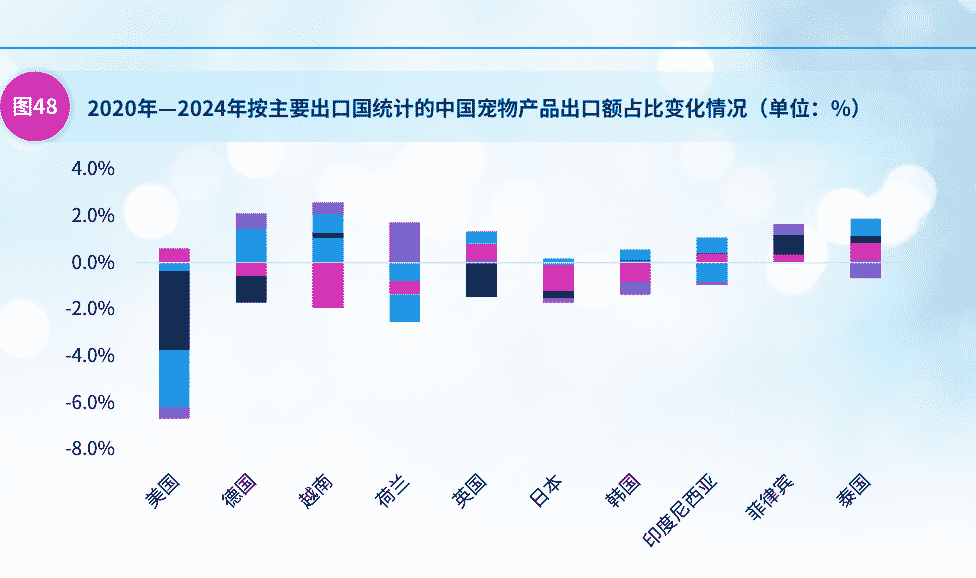 图48
2020年—2024年按主要出口国统计的中国宠物产品出口额占比变化情况（单位：%）
4.0%
2.0%
0.0%
-2.0%
-4.0%
-6.0%
-8.0%
美国
德国
越南
荷兰
英国
日本
韩国
印度尼西亚
菲律宾
泰国